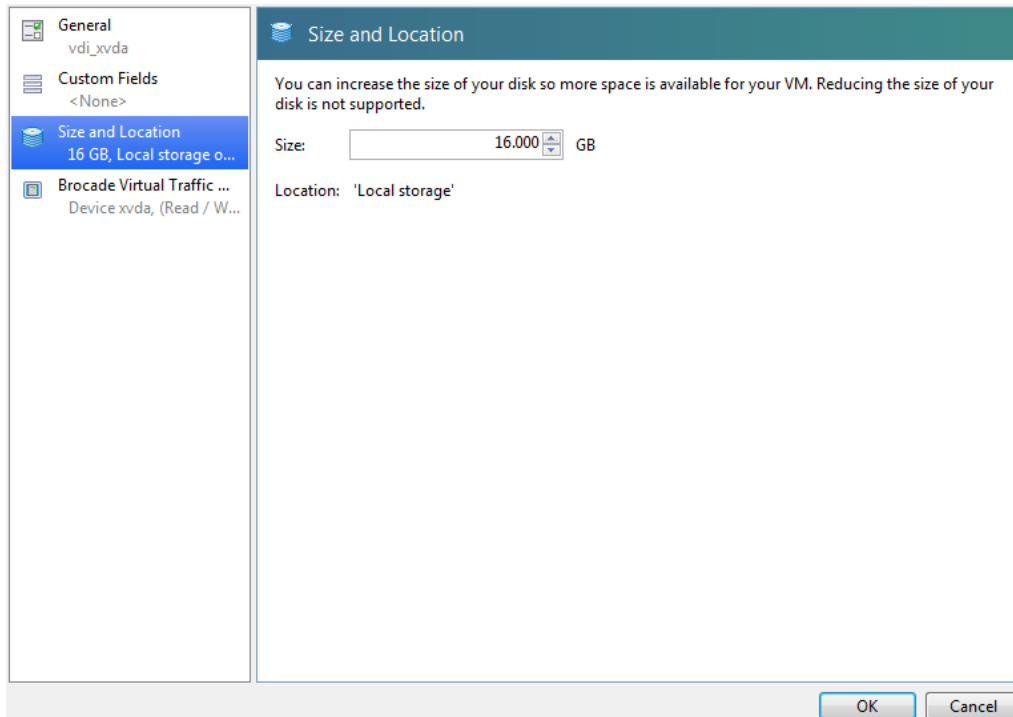 General
vdi_xvda
Custom Fields
<None>
Size and Location
16 GB, Local storage o...
Brocade Virtual Traffic ...
Device xvda, (Read / W...
Size and Location
You can increase the size of your disk so more space is available for your VM. Reducing the size of your
disk is not supported.
Size: 16.000 GB
Location: 'Local storage'
OK Cancel